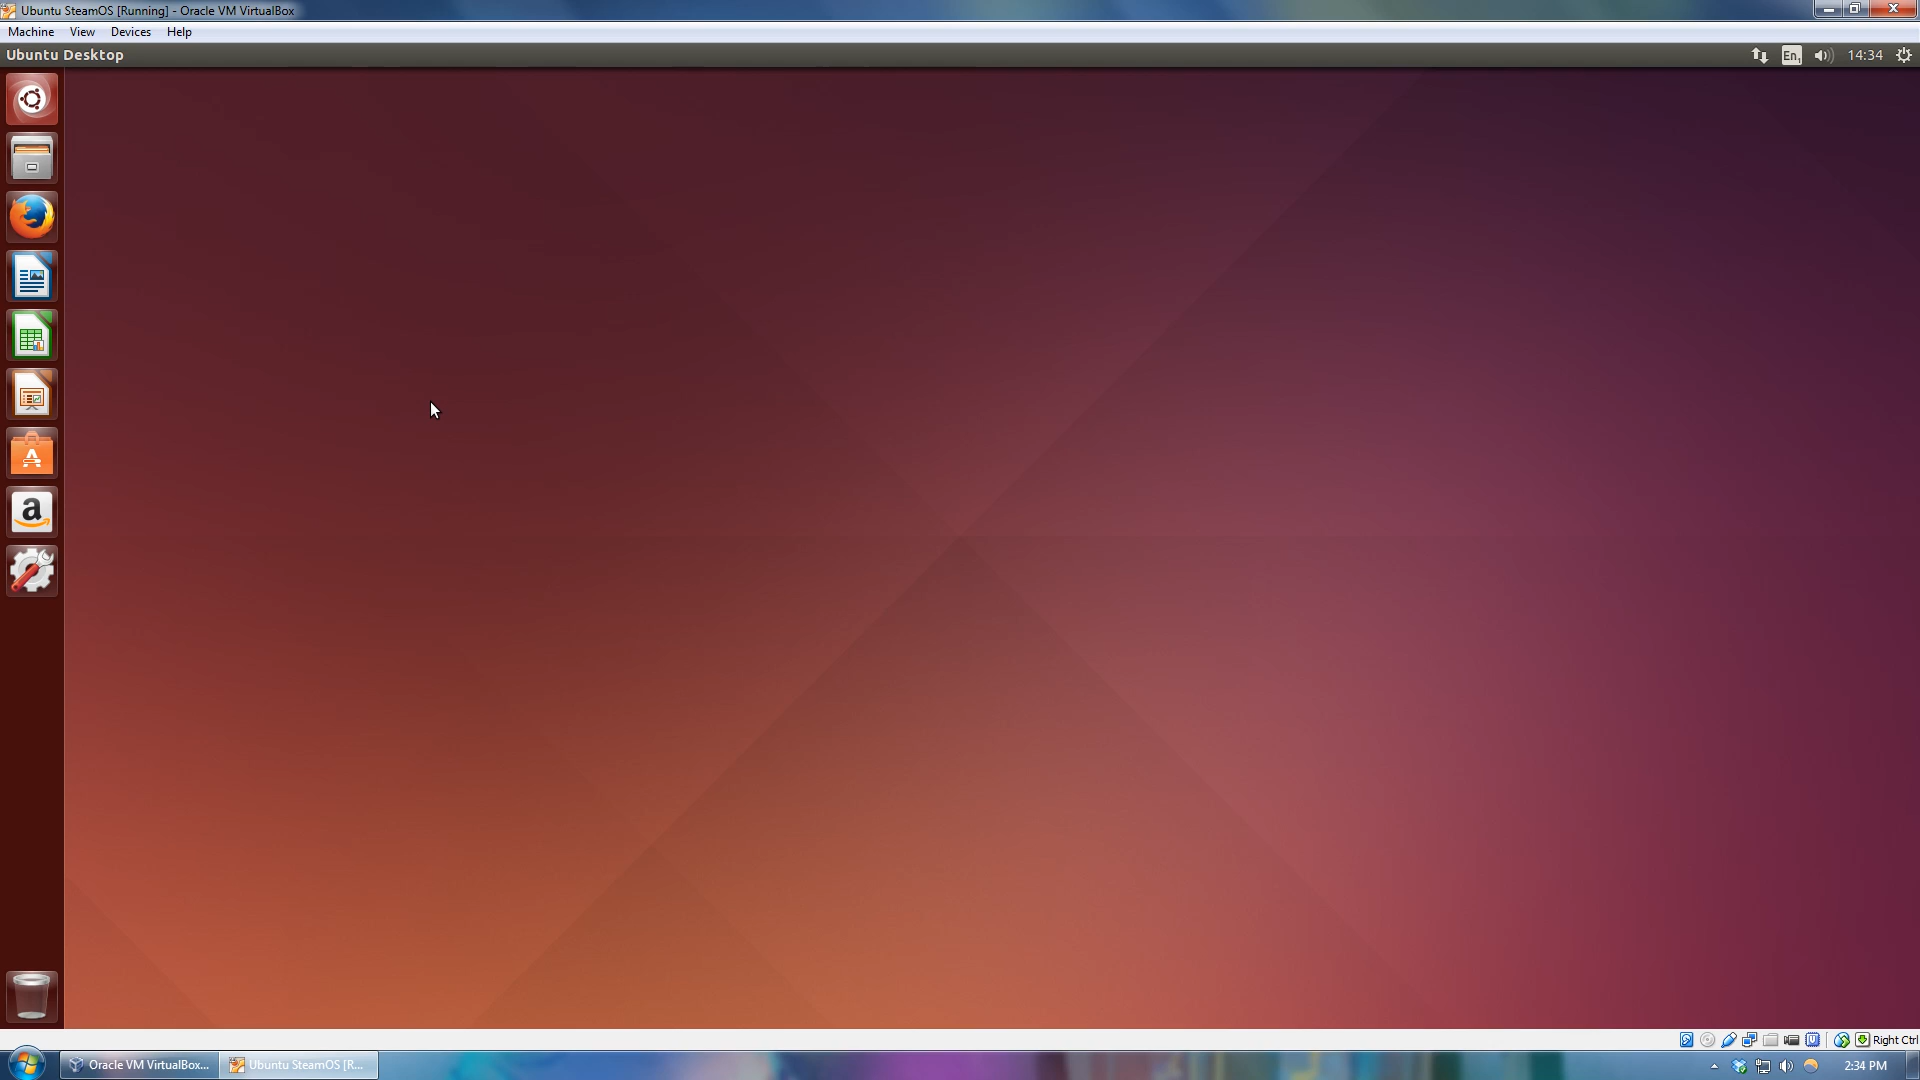 Ubuntu SteamOS [Running] - Oracle VM VirtualBox
Machine View Devices Help
Ubuntu Desktop
En1 14:34
A
a
Right Ctrl
Oracle VM VirtualBox... Ubuntu SteamOS [R... 2:34 PM